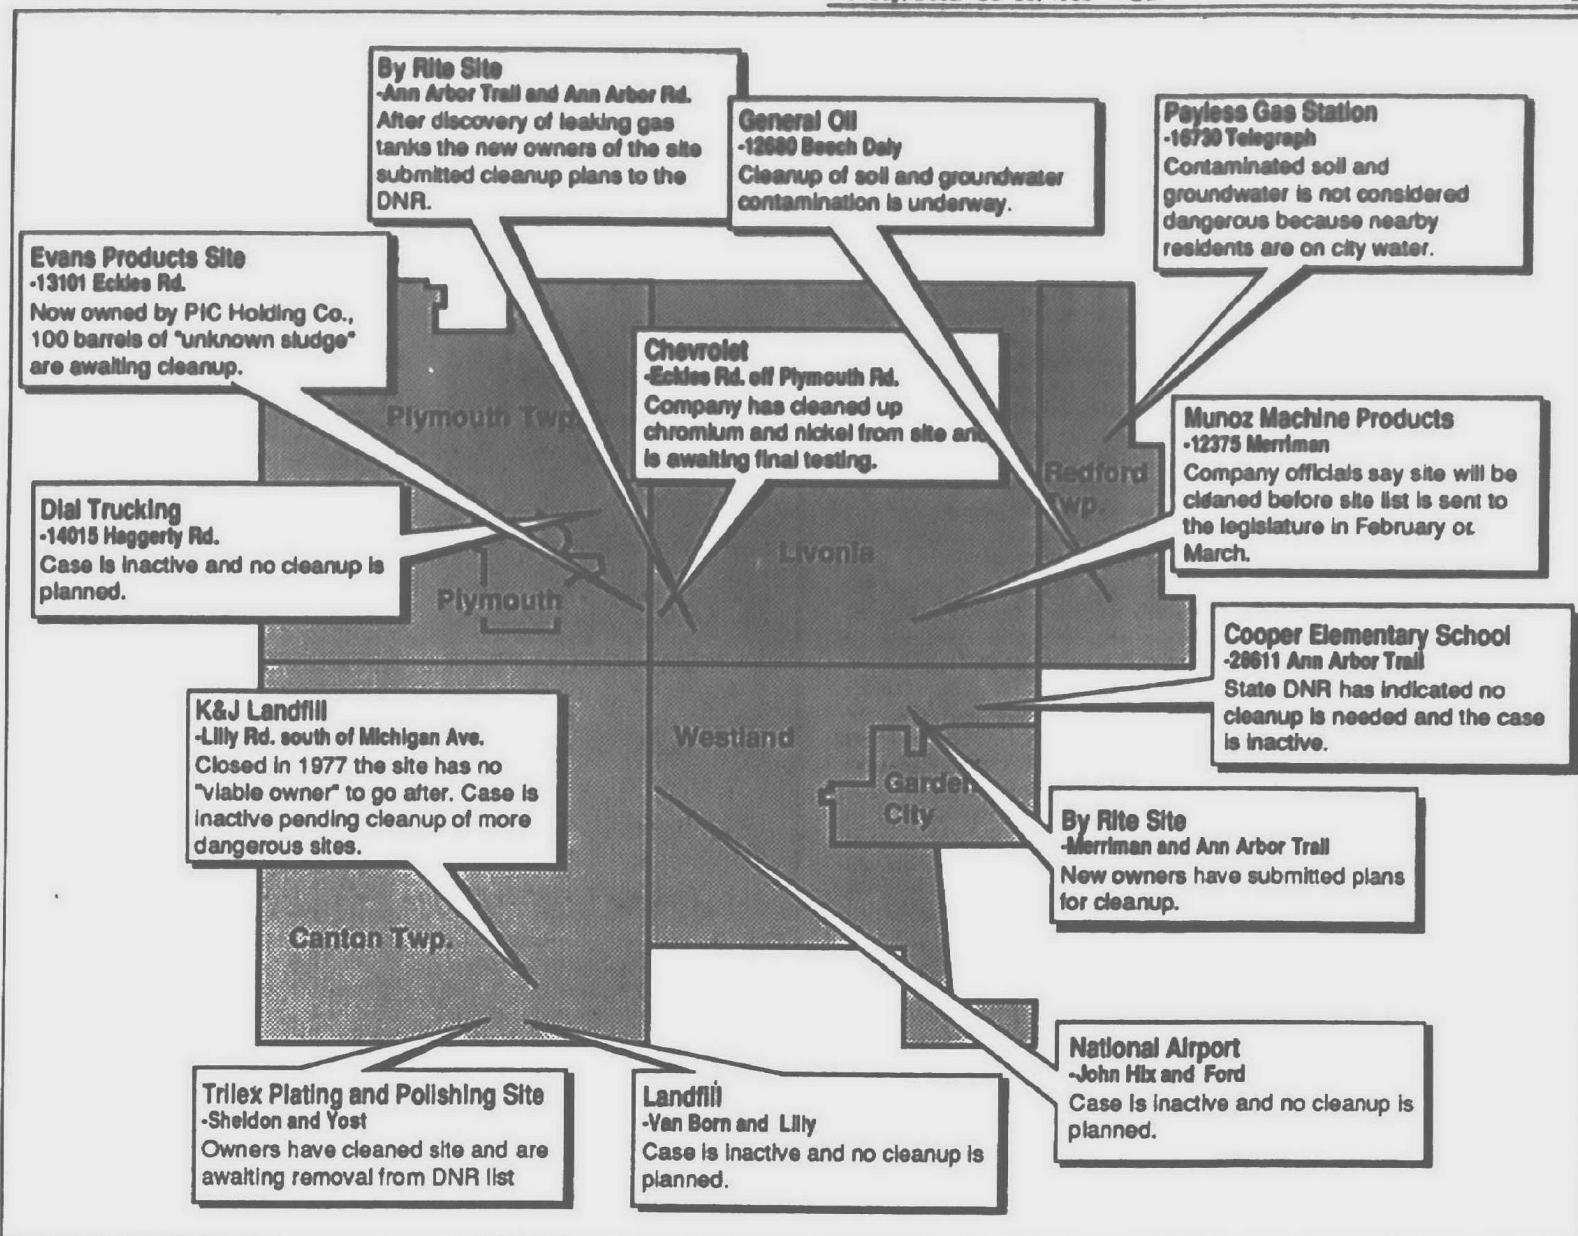 By Rite Site
-Ann Arbor Trail and Ann Arbor Rd.
After discovery of leaking gas
tanks the new owners of the site
submitted cleanup plans to the
DNR.
General Oil
-12680 Beech Daly
Cleanup of soil and groundwater
contamination is underway.
Payless Gas Station
-16730 Telegraph
Contaminated soil and
groundwater is not considered
dangerous because nearby
residents are on city water.
Evans Products Site
-13101 Eckles Rd.
Now owned by PIC Holding Co.,
100 barrels of "unknown sludge"
are awaiting cleanup.
Chevrolet
-Eckles Rd. off Plymouth Rd.
Company has cleaned up
chromium and nickel from site and
is awaiting final testing.
Plymouth Twp.
Munoz Machine Products
-12375 Merriman
Company officials say site will be
cleaned before site list is sent to
the legislature in February or
March.
Redford
Twp.
Dial Trucking
-14015 Haggerty Rd.
Case is inactive and no cleanup is
planned.
Livonia
Plymouth
Cooper Elementary School
-28611 Ann Arbor Trail
State DNR has indicated no
cleanup is needed and the case
is inactive.
K&J Landfill
-Lilly Rd. south of Michigan Ave.
Closed in 1977 the site has no
"viable owner" to go after. Case is
inactive pending cleanup of more
dangerous sites.
Westland
Garden
City
By Rite Site
-Merriman and Ann Arbor Trail
New owners have submitted plans
for cleanup.
Canton Twp.
National Airport
-John Hix and Ford
Case is inactive and no cleanup is
planned.
Trilex Plating and Polishing Site
-Sheldon and Yost
Owners have cleaned site and are
awaiting removal from DNR list
Landfill
-Van Born and Lilly
Case is inactive and no cleanup is
planned.